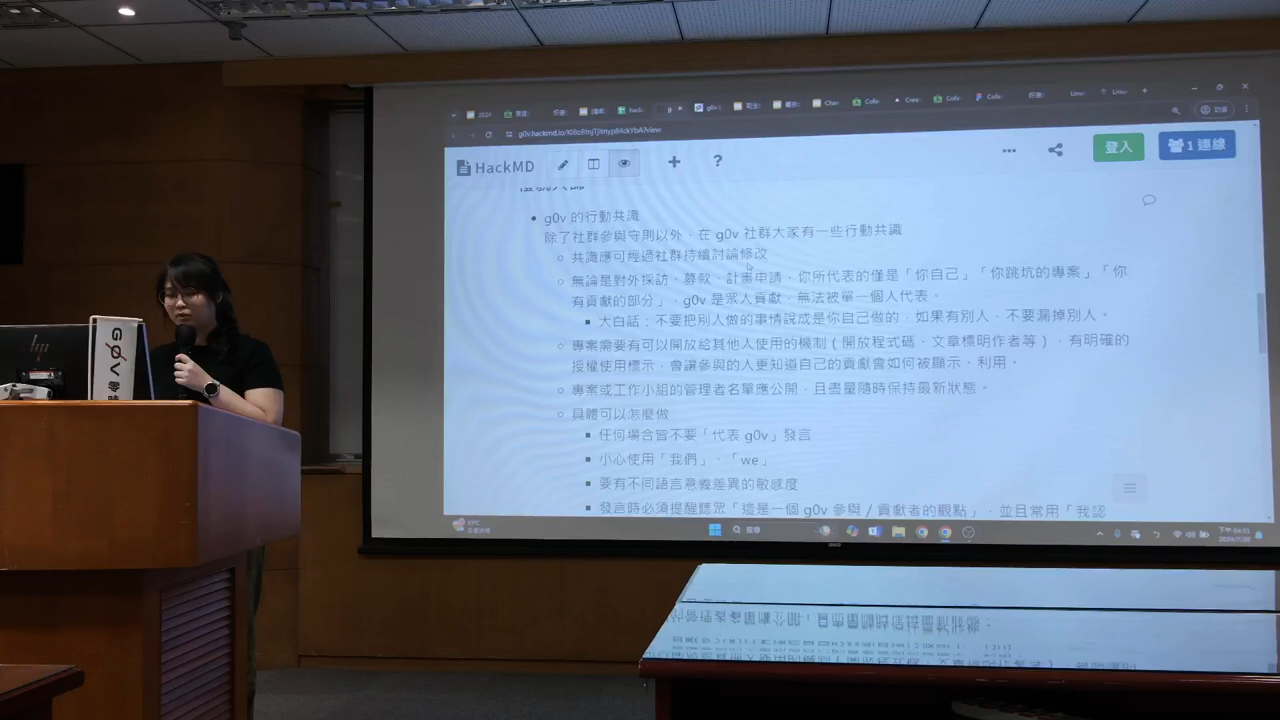 g0v.hackmd.io/
HackMD
登入
1 連線
g0v 的行動共識
除了社群參與守則以外，在 g0v 社群大家有一些行動共識
共識應可經過社群持續討論修改
無論是對外採訪、募款、計畫申請，你所代表的僅是「你自己」「你跳坑的專案」「你
有貢獻的部分」，g0v 是眾人貢獻，無法被單一個人代表。
大白話：不要把別人做的事情說成是你自己做的，如果有別人，不要漏掉別人。
專案需要有可以開放給其他人使用的機制（開放程式碼、文章標明作者等），有明確的
授權使用標示，會讓參與的人更知道自己的貢獻會如何被顯示、利用。
專案或工作小組的管理者名單應公開，且盡量隨時保持最新狀態。
具體可以怎麼做
任何場合皆不要「代表 g0v」發言
小心使用「我們」，「we」
要有不同語言意義差異的敏感度
發言時必須提醒聽眾「這是一個 g0v 參與 / 貢獻者的觀點」，並且常用「我認
搜尋
2024/7/20
G0V
hp